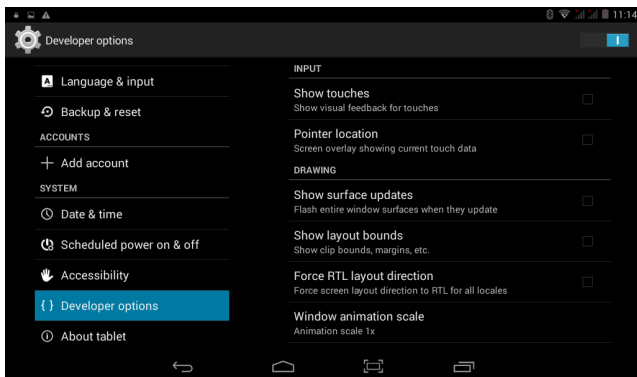 11:14
Developer options
Language & input
Backup & reset
ACCOUNTS
Add account
SYSTEM
Date & time
Scheduled power on & off
Accessibility
{ } Developer options
About tablet
INPUT
Show touches
Show visual feedback for touches
Pointer location
Screen overlay showing current touch data
DRAWING
Show surface updates
Flash entire window surfaces when they update
Show layout bounds
Show clip bounds, margins, etc.
Force RTL layout direction
Force screen layout direction to RTL for all locales
Window animation scale
Animation scale 1x